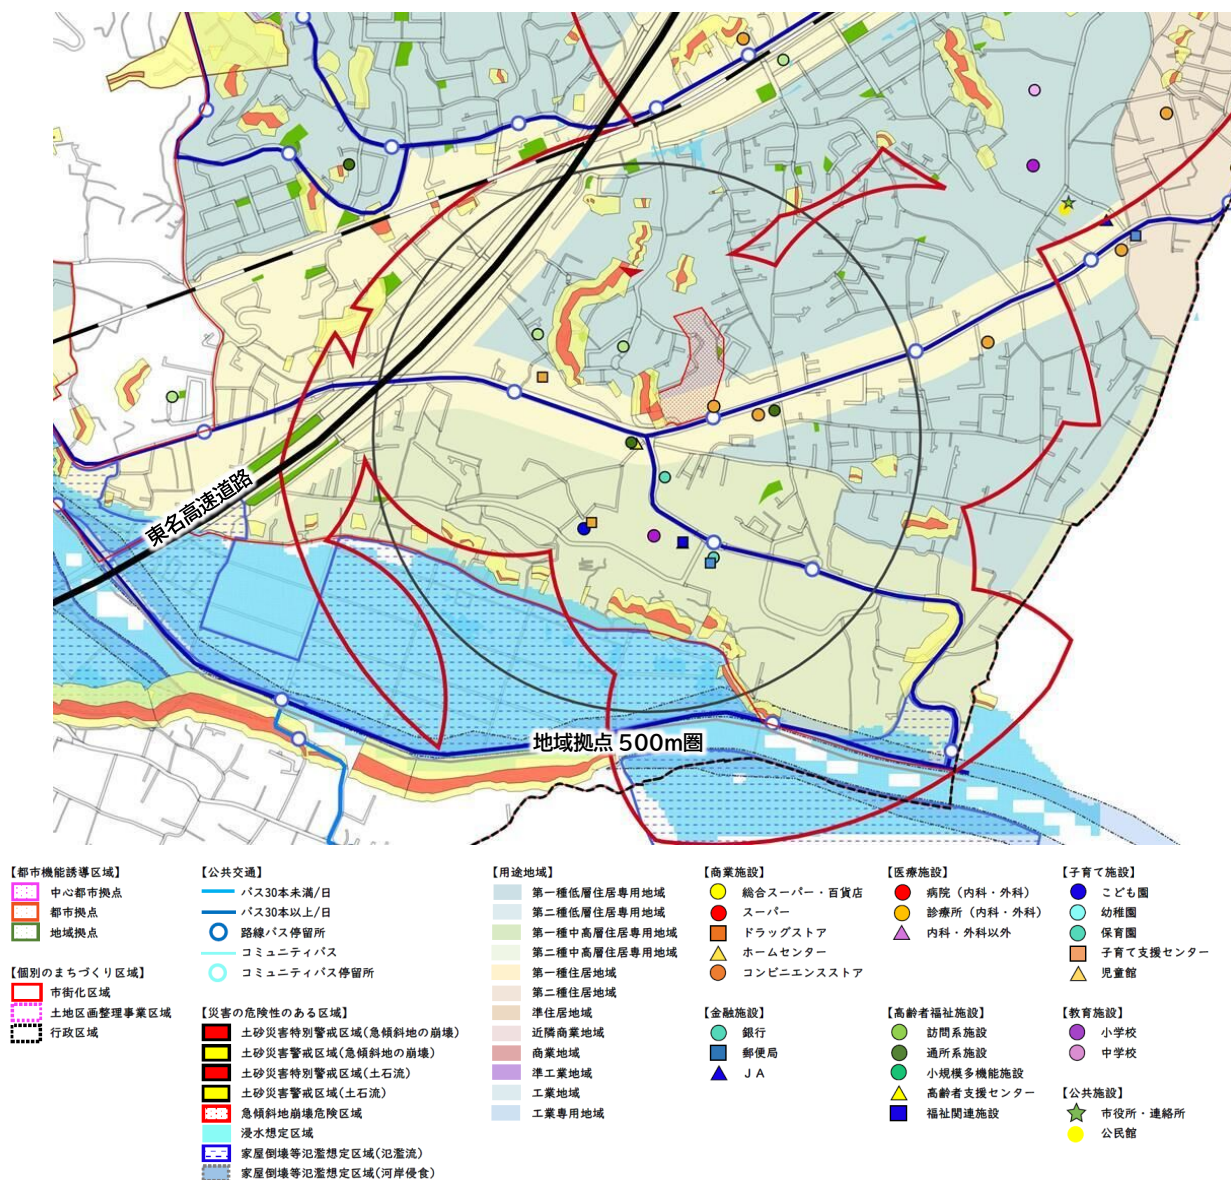 東名高速道路
地域拠点 500m圏
【都市機能誘導区域】
中心都市拠点
都市拠点
地域拠点
【個別のまちづくり区域】
市街化区域
土地区画整理事業区域
行政区域
【公共交通】
バス30本未満/日
バス30本以上/日
路線バス停留所
コミュニティバス
コミュニティバス停留所
【災害の危険性のある区域】
土砂災害特別警戒区域(急傾斜地の崩壊)
土砂災害警戒区域(急傾斜地の崩壊)
土砂災害特別警戒区域(土石流)
土砂災害警戒区域(土石流)
急傾斜地崩壊危険区域
浸水想定区域
家屋倒壊等氾濫想定区域(氾濫流)
家屋倒壊等氾濫想定区域(河岸侵食)
【用途地域】
第一種低層住居専用地域
第二種低層住居専用地域
第一種中高層住居専用地域
第二種中高層住居専用地域
第一種住居地域
第二種住居地域
準住居地域
近隣商業地域
商業地域
準工業地域
工業地域
工業専用地域
【商業施設】
総合スーパー・百貨店
スーパー
ドラッグストア
ホームセンター
コンビニエンスストア
【金融施設】
銀行
郵便局
ＪＡ
【医療施設】
病院（内科・外科）
診療所（内科・外科）
内科・外科以外
【高齢者福祉施設】
訪問系施設
通所系施設
小規模多機能施設
高齢者支援センター
福祉関連施設
【子育て施設】
こども園
幼稚園
保育園
子育て支援センター
児童館
【教育施設】
小学校
中学校
【公共施設】
市役所・連絡所
公民館